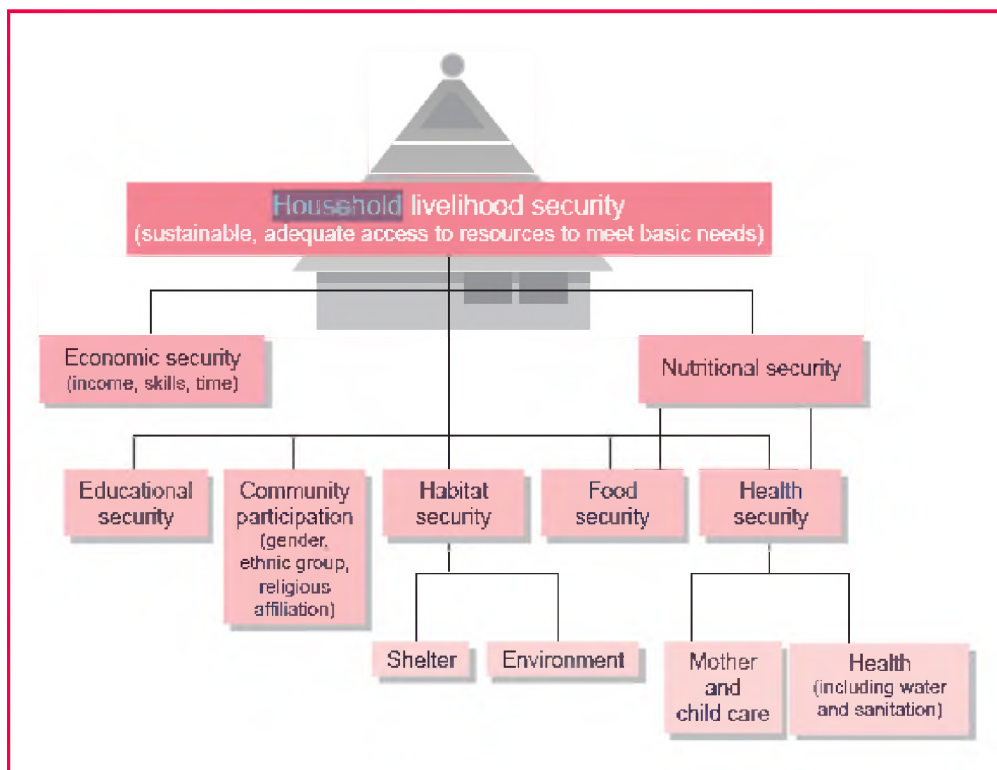 Household livelihood security
(sustainable, adequate access to resources to meet basic needs)
Economic security
(income, skills, time)
Nutritional security
Educational
security
Community
participation
(gender,
ethnic group,
religious
affiliation)
Habitat
security
Food
security
Health
security
Shelter
Environment
Mother
and
child care
Health
(including water
and sanitation)